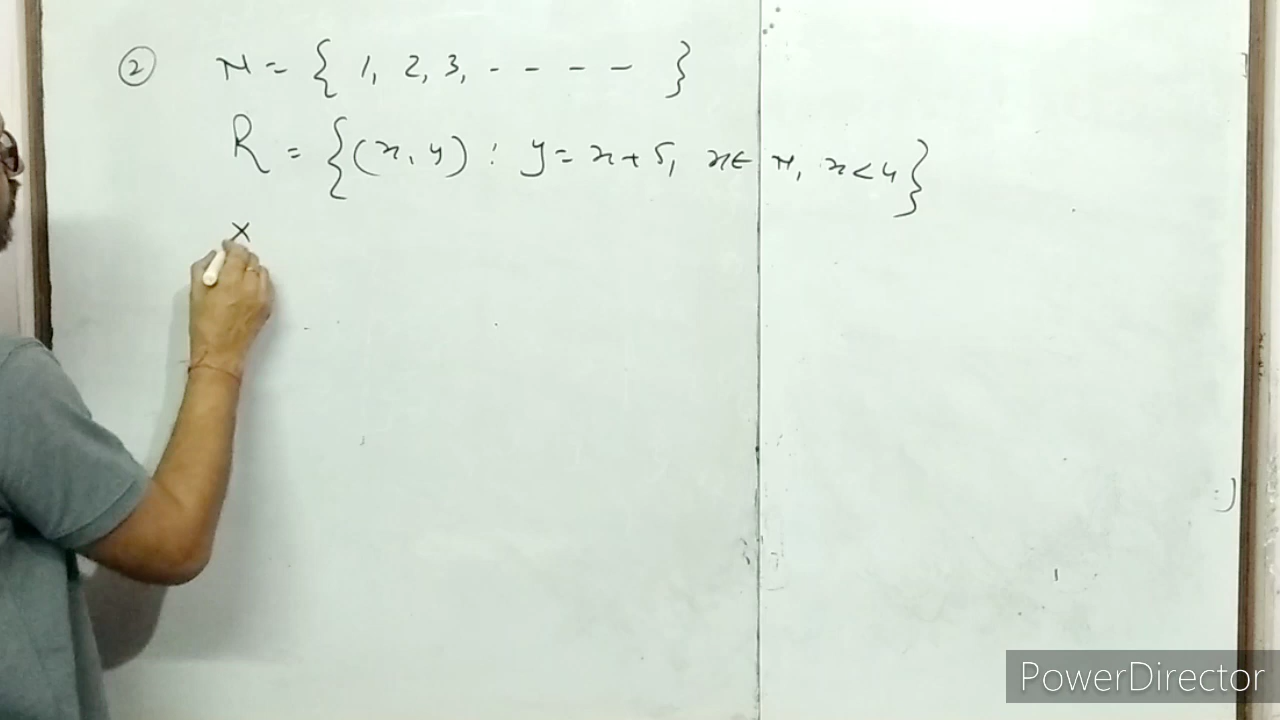 ② N = { 1, 2, 3, - - - - }
R = { (x, y) : y = x + 5, x ∈ N, x < 4 }
x
PowerDirector